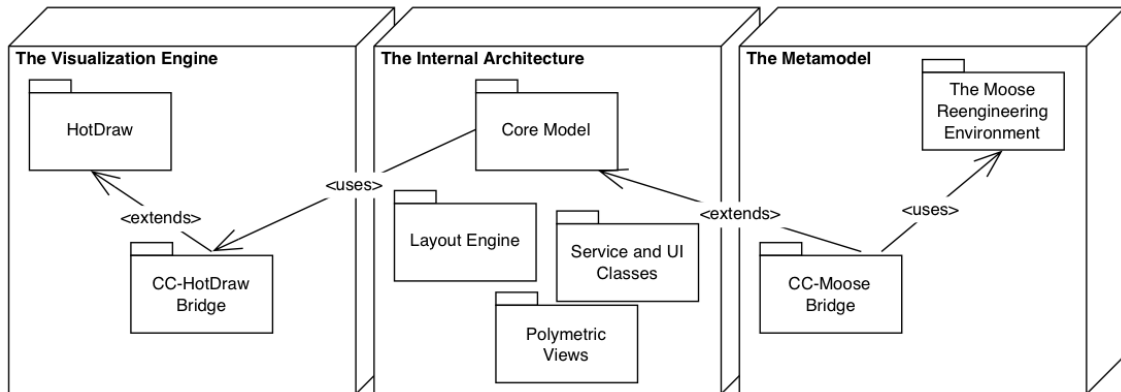 The Visualization Engine
HotDraw
<extends>
CC-HotDraw
Bridge
<uses>
The Internal Architecture
Core Model
Layout Engine
Service and UI
Classes
Polymetric
Views
<extends>
The Metamodel
The Moose
Reengineering
Environment
<uses>
CC-Moose
Bridge